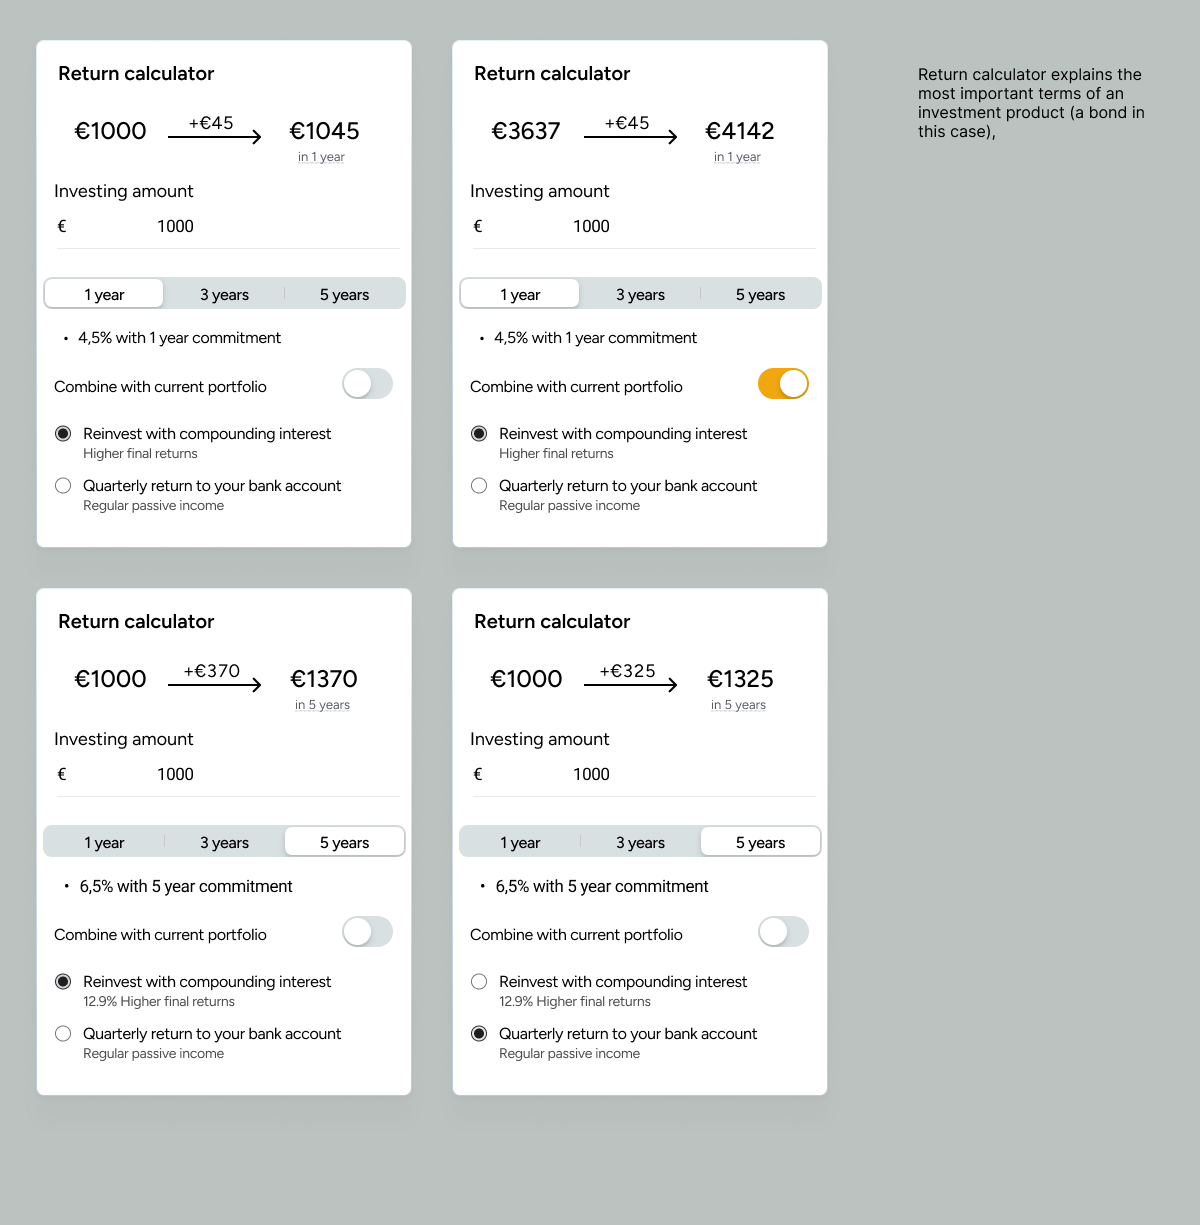 Return calculator
€1000
+€45
€1045
in 1 year
Investing amount
€ 1000
1 year 3 years 5 years
• 4,5% with 1 year commitment
Combine with current portfolio
Reinvest with compounding interest
Higher final returns
Quarterly return to your bank account
Regular passive income
Return calculator
€3637
+€45
€4142
in 1 year
Investing amount
€ 1000
1 year 3 years 5 years
• 4,5% with 1 year commitment
Combine with current portfolio
Reinvest with compounding interest
Higher final returns
Quarterly return to your bank account
Regular passive income
Return calculator explains the
most important terms of an
investment product (a bond in
this case),
Return calculator
€1000
+€370
€1370
in 5 years
Investing amount
€ 1000
1 year 3 years 5 years
• 6,5% with 5 year commitment
Combine with current portfolio
Reinvest with compounding interest
12.9% Higher final returns
Quarterly return to your bank account
Regular passive income
Return calculator
€1000
+€325
€1325
in 5 years
Investing amount
€ 1000
1 year 3 years 5 years
• 6,5% with 5 year commitment
Combine with current portfolio
Reinvest with compounding interest
12.9% Higher final returns
Quarterly return to your bank account
Regular passive income